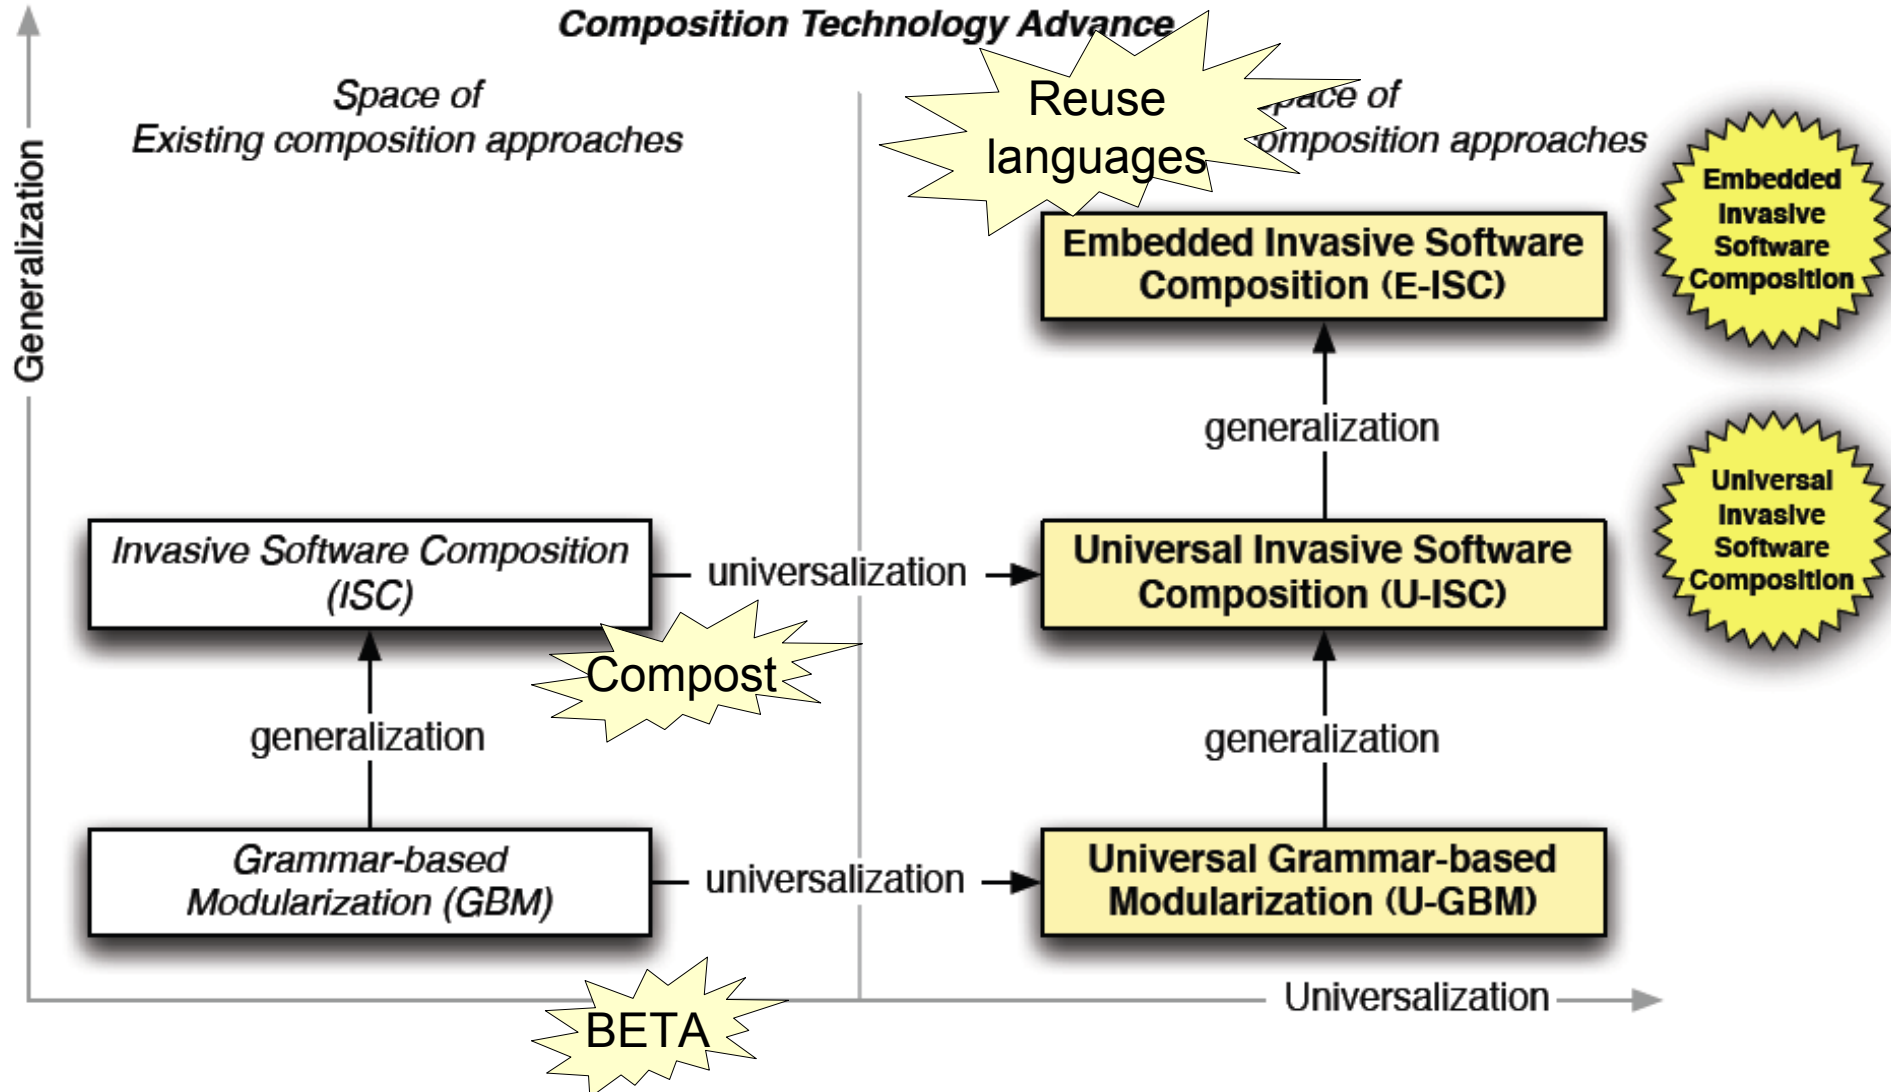 Composition Technology Advance
Space of
Existing composition approaches
Reuse
languages
of
composition approaches
Generalization
Embedded
Invasive
Software
Composition
Embedded Invasive Software
Composition (E-ISC)
generalization
Universal
Invasive
Software
Composition
Invasive Software Composition
(ISC)
universalization
Universal Invasive Software
Composition (U-ISC)
Compost
generalization
generalization
Grammar-based
Modularization (GBM)
universalization
Universal Grammar-based
Modularization (U-GBM)
Universalization
BETA